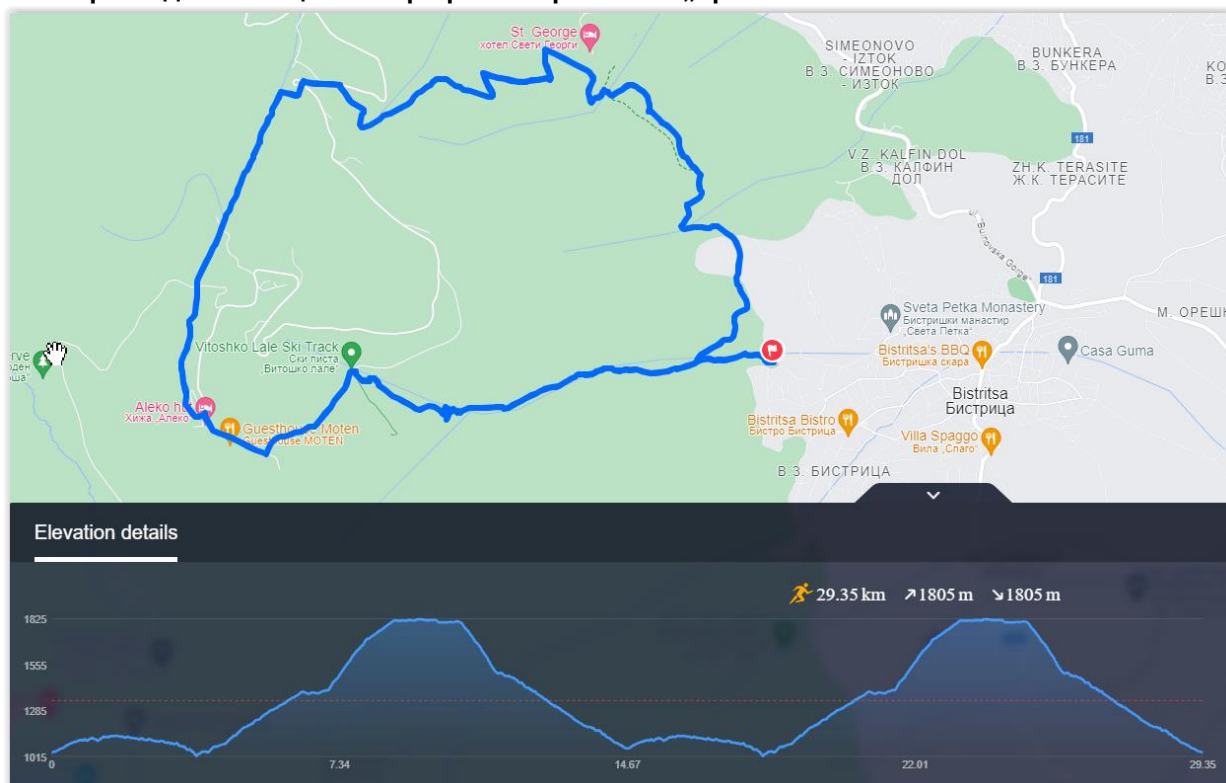 St. George
хотел Свети Георги
SIMEONOVO
- IZTOK
В.З. СИМЕОНОВО
- ИЗТОК
BUNKERA
В.З. БУНКЕРА
181
V.Z. KALFIN DOL
В.З. КАЛФИН
ДОЛ
ZH.K. TERASITE
Ж.К. ТЕРАСИТЕ
181
Sveta Petka Monastery
Бистришки манастир
„Света Петка“
Vitoshko Lale Ski Track
Ски писта
„Витошко лале“
Bistritsa's BBQ
Бистришка скара
Casa Guma
Bistritsa
Бистрица
Aleko hut
Хижа „Алеко“
Guesthouse Moten
Guesthouse MOTEN
Bistritsa Bistro
Бистро Бистрица
Villa Spaggo
Вила „Спаго“
В.З. БИСТРИЦА
Elevation details
29.35 km ↗1805 m ↘1805 m
1825
1555
1285
1015
0 7.34 14.67 22.01 29.35